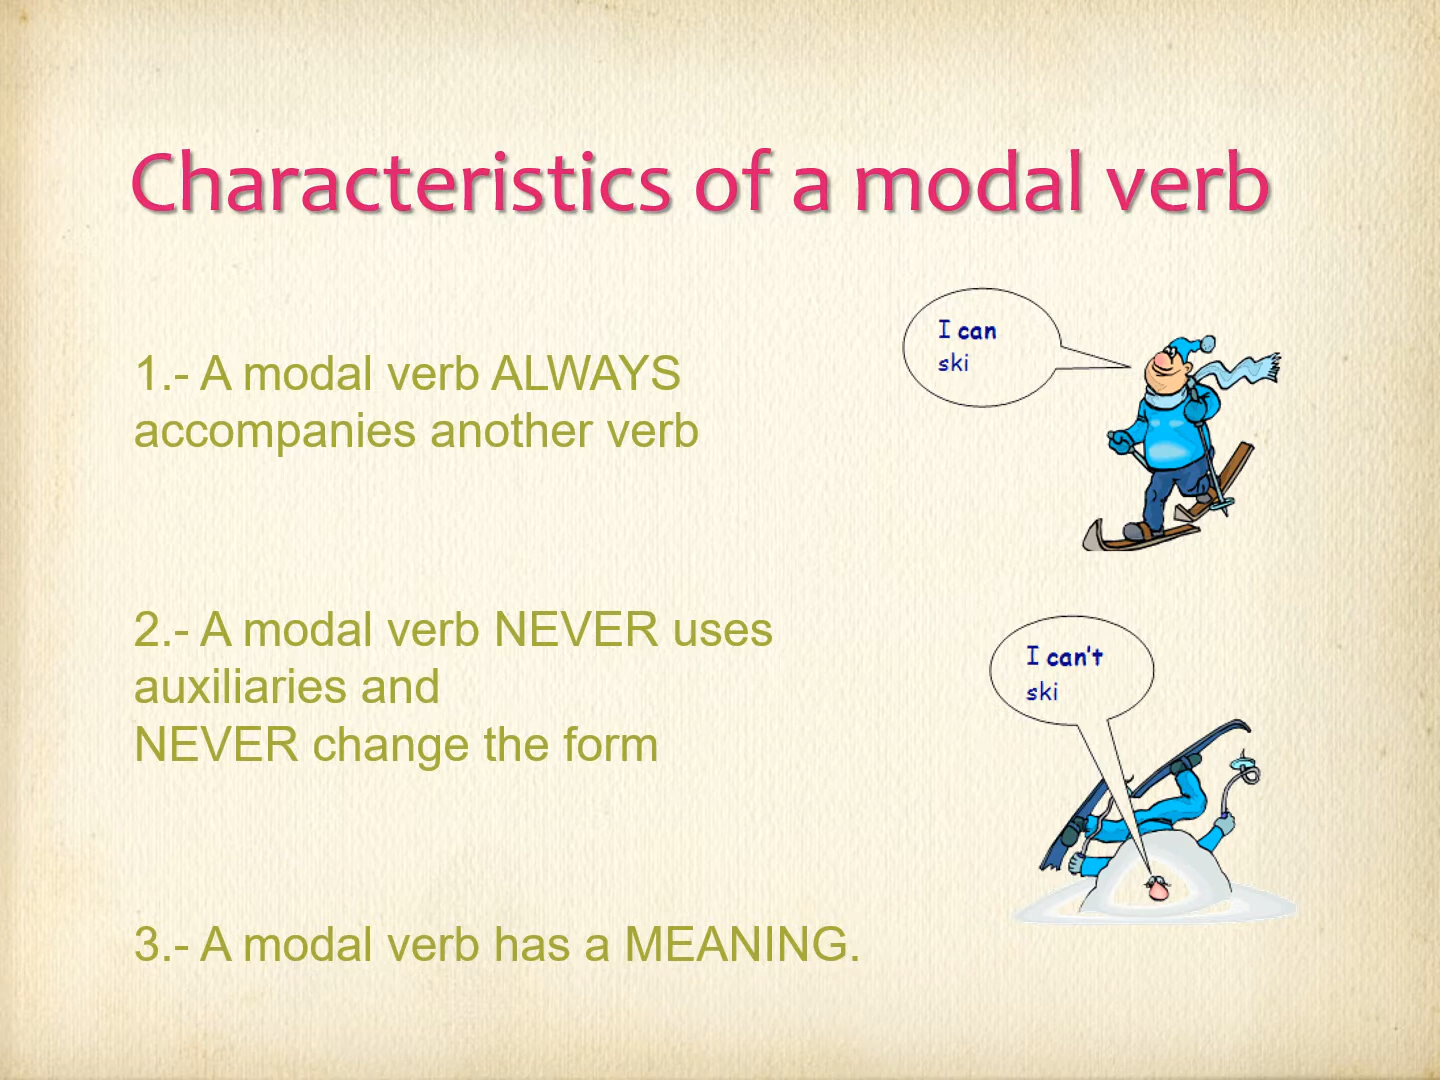 Characteristics of a modal verb
1.- A modal verb ALWAYS
accompanies another verb
I can
ski
2.- A modal verb NEVER uses
auxiliaries and
NEVER change the form
I can't
ski
3.- A modal verb has a MEANING.